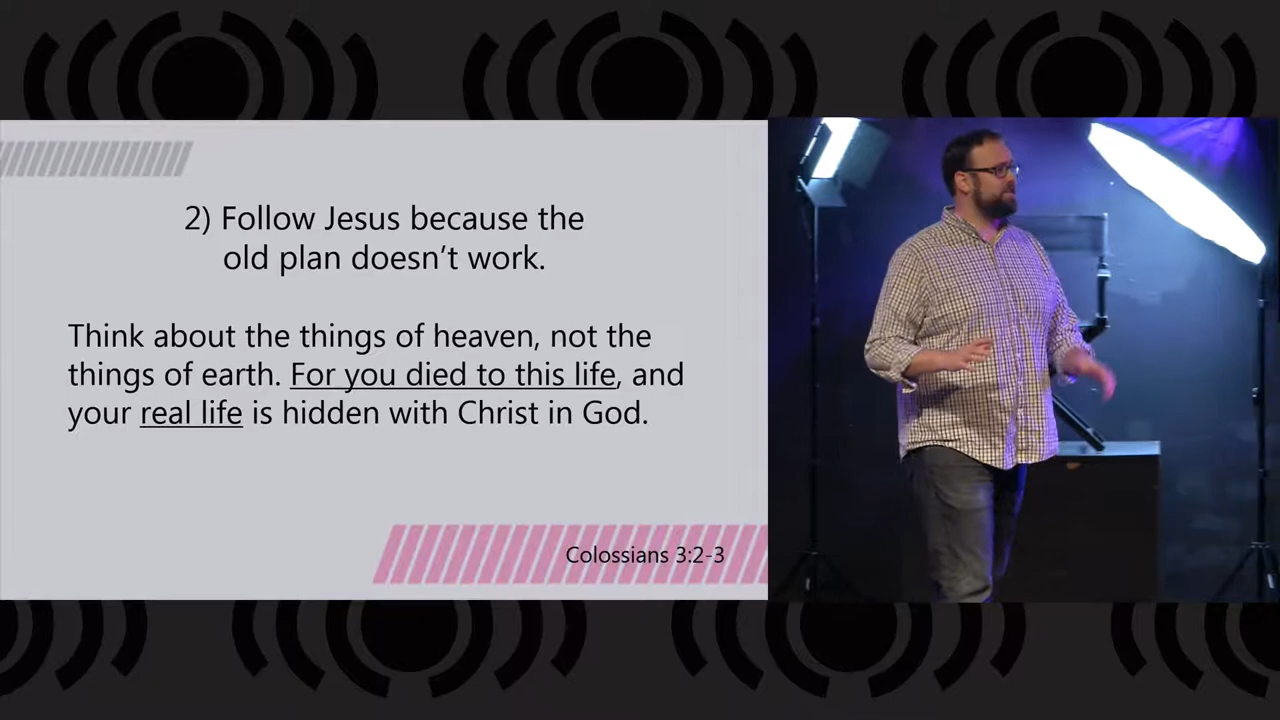 2) Follow Jesus because the
old plan doesn’t work.
Think about the things of heaven, not the
things of earth. For you died to this life, and
your real life is hidden with Christ in God.
Colossians 3:2-3